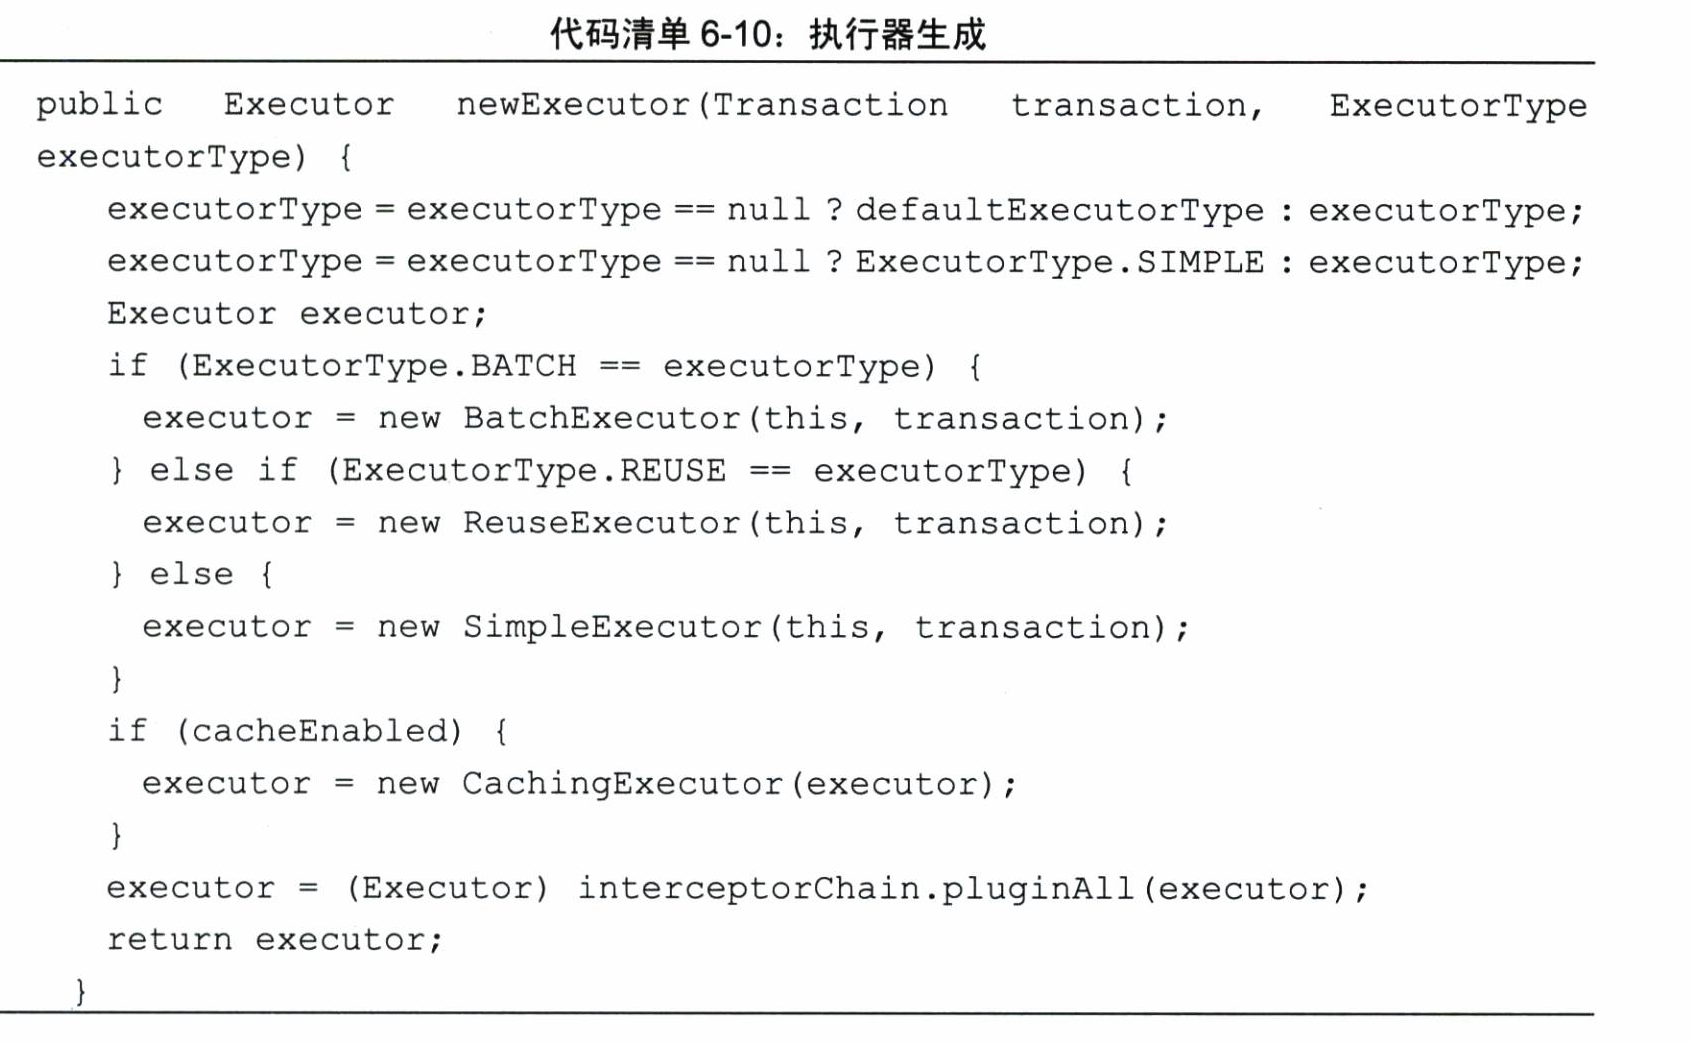 代码清单 6-10：执行器生成
public Executor newExecutor(Transaction transaction, ExecutorType
executorType) {
executorType = executorType == null ? defaultExecutorType : executorType;
executorType = executorType == null ? ExecutorType.SIMPLE : executorType;
Executor executor;
if (ExecutorType.BATCH == executorType) {
executor = new BatchExecutor(this, transaction);
} else if (ExecutorType.REUSE == executorType) {
executor = new ReuseExecutor(this, transaction);
} else {
executor = new SimpleExecutor(this, transaction);
}
if (cacheEnabled) {
executor = new CachingExecutor(executor);
}
executor = (Executor) interceptorChain.pluginAll(executor);
return executor;
}